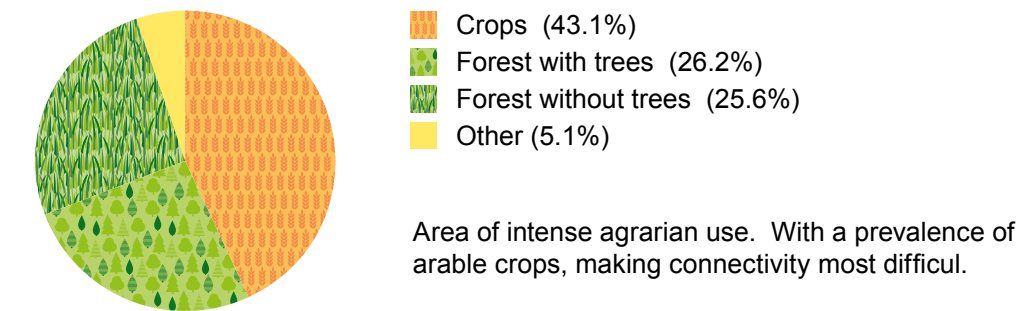 Crops (43.1%)
Forest with trees (26.2%)
Forest without trees (25.6%)
Other (5.1%)
Area of intense agrarian use. With a prevalence of
arable crops, making connectivity most difficul.